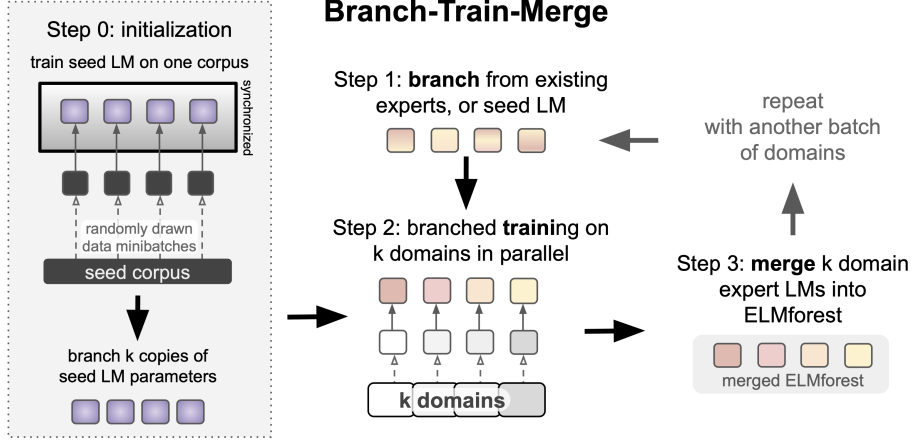 Branch-Train-Merge
Step 0: initialization
train seed LM on one corpus
synchronized
randomly drawn
data minibatches
seed corpus
branch k copies of
seed LM parameters
Step 1: branch from existing
experts, or seed LM
Step 2: branched training on
k domains in parallel
k domains
Step 3: merge k domain
expert LMs into
ELMforest
merged ELMforest
repeat
with another batch
of domains